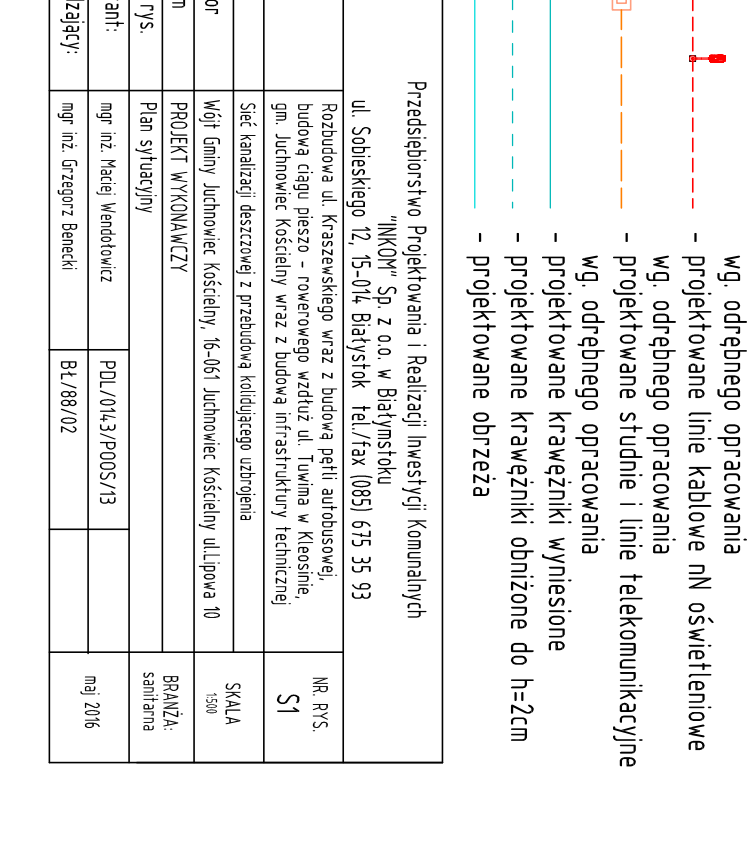 wg. odrębnego opracowania
- projektowane linie kablowe nN oświetleniowe
wg. odrębnego opracowania
- projektowane studnie i linie telekomunikacyjne
wg. odrębnego opracowania
- projektowane krawężniki wyniesione
- projektowane krawężniki obniżone do h=2cm
- projektowane obrzeża
Przedsiębiorstwo Projektowania i Realizacji Inwestycji Komunalnych
"INKOM" Sp. z o.o. w Białymstoku
ul. Sobieskiego 12, 15-014 Białystok tel./fax (085) 675 35 93
Rozbudowa ul. Kraszewskiego wraz z budową pętli autobusowej,
budową ciągu pieszo - rowerowego wzdłuż ul. Tuwima w Kleosinie,
gm. Juchnowiec Kościelny wraz z budową infrastruktury technicznej
NR. RYS.
S1
Sieć kanalizacji deszczowej z przebudową kolidującego uzbrojenia
or
Wójt Gminy Juchnowiec Kościelny, 16-061 Juchnowiec Kościelny ul.Lipowa 10
SKALA
1:500
m
PROJEKT WYKONAWCZY
rys.
Plan sytuacyjny
BRANŻA:
sanitarna
ant:
mgr inż. Maciej Wendołowicz
PDL/0143/POOS/13
zający:
mgr inż. Grzegorz Benecki
BŁ/88/02
maj 2016